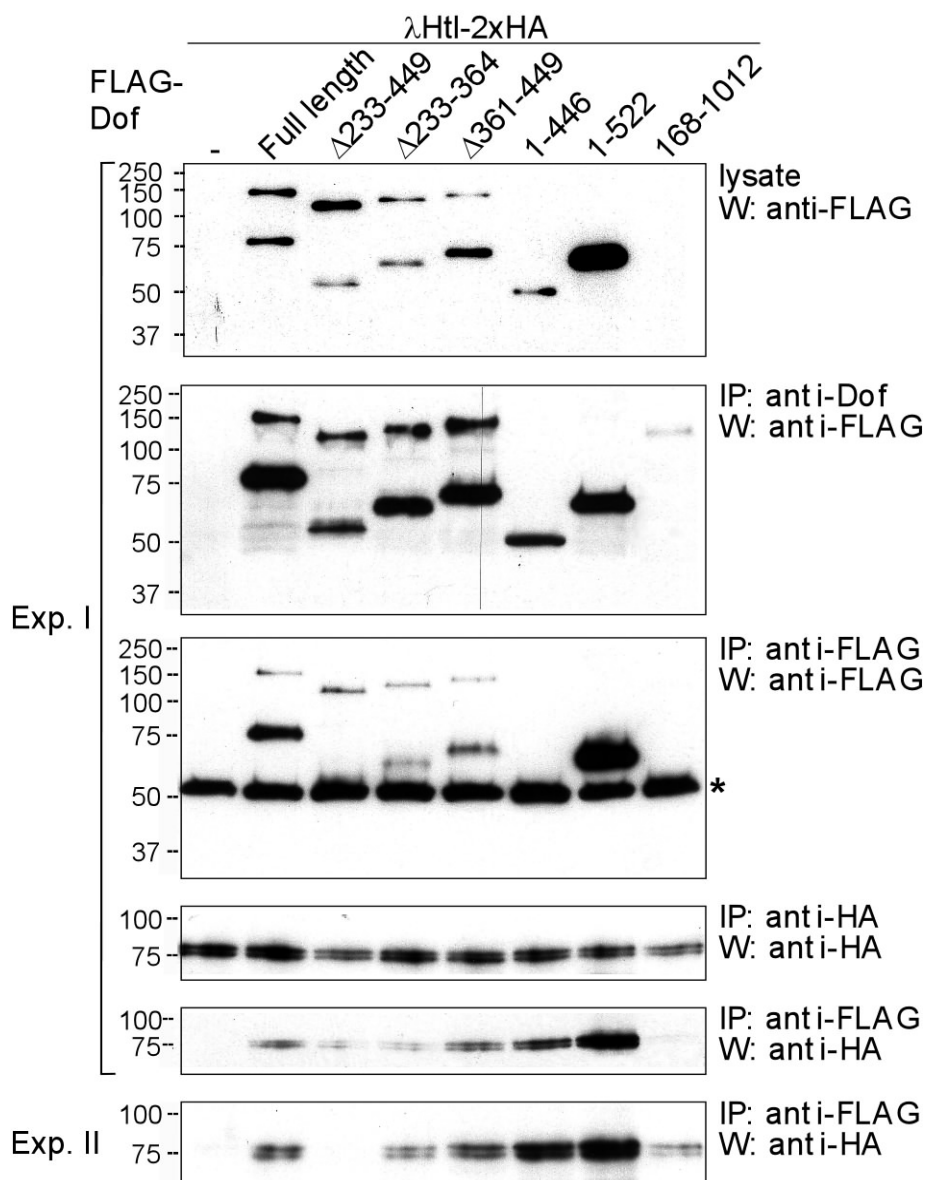 λHtl-2xHA
FLAG-
Dof
-
Full length
Δ233-449
Δ233-364
Δ361-449
1-446
1-522
168-1012
Exp. I
250
150
100
75
50
37
lysate
W: anti-FLAG
250
150
100
75
50
37
IP: anti-Dof
W: anti-FLAG
250
150
100
75
50
37
IP: anti-FLAG
W: anti-FLAG
*
100
75
IP: anti-HA
W: anti-HA
100
75
IP: anti-FLAG
W: anti-HA
Exp. II
100
75
IP: anti-FLAG
W: anti-HA